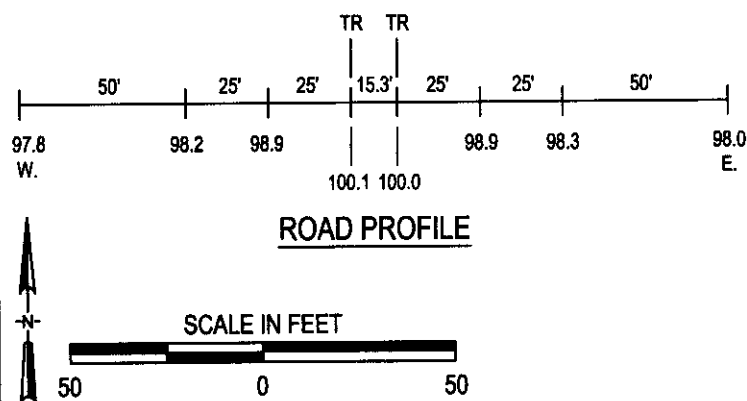 TR TR
50' 25' 25' 15.3' 25' 25' 50'
97.8 98.2 98.9 98.9 98.3 98.0
W. E.
100.1 100.0
ROAD PROFILE
N
SCALE IN FEET
50 0 50